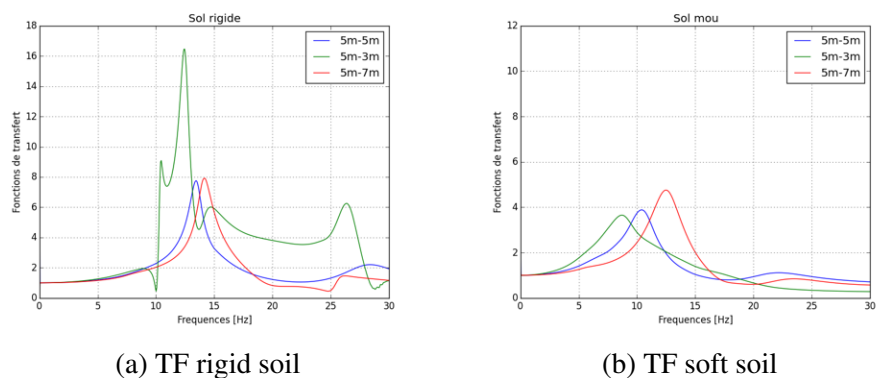 Sol rigide
18
16
14
12
10
8
6
4
2
0
Fonctions de transfert
5m-5m
5m-3m
5m-7m
0 5 10 15 20 25 30
Frequences [Hz]
(a) TF rigid soil
Sol mou
12
10
8
6
4
2
0
Fonctions de transfert
5m-5m
5m-3m
5m-7m
0 5 10 15 20 25 30
Frequences [Hz]
(b) TF soft soil